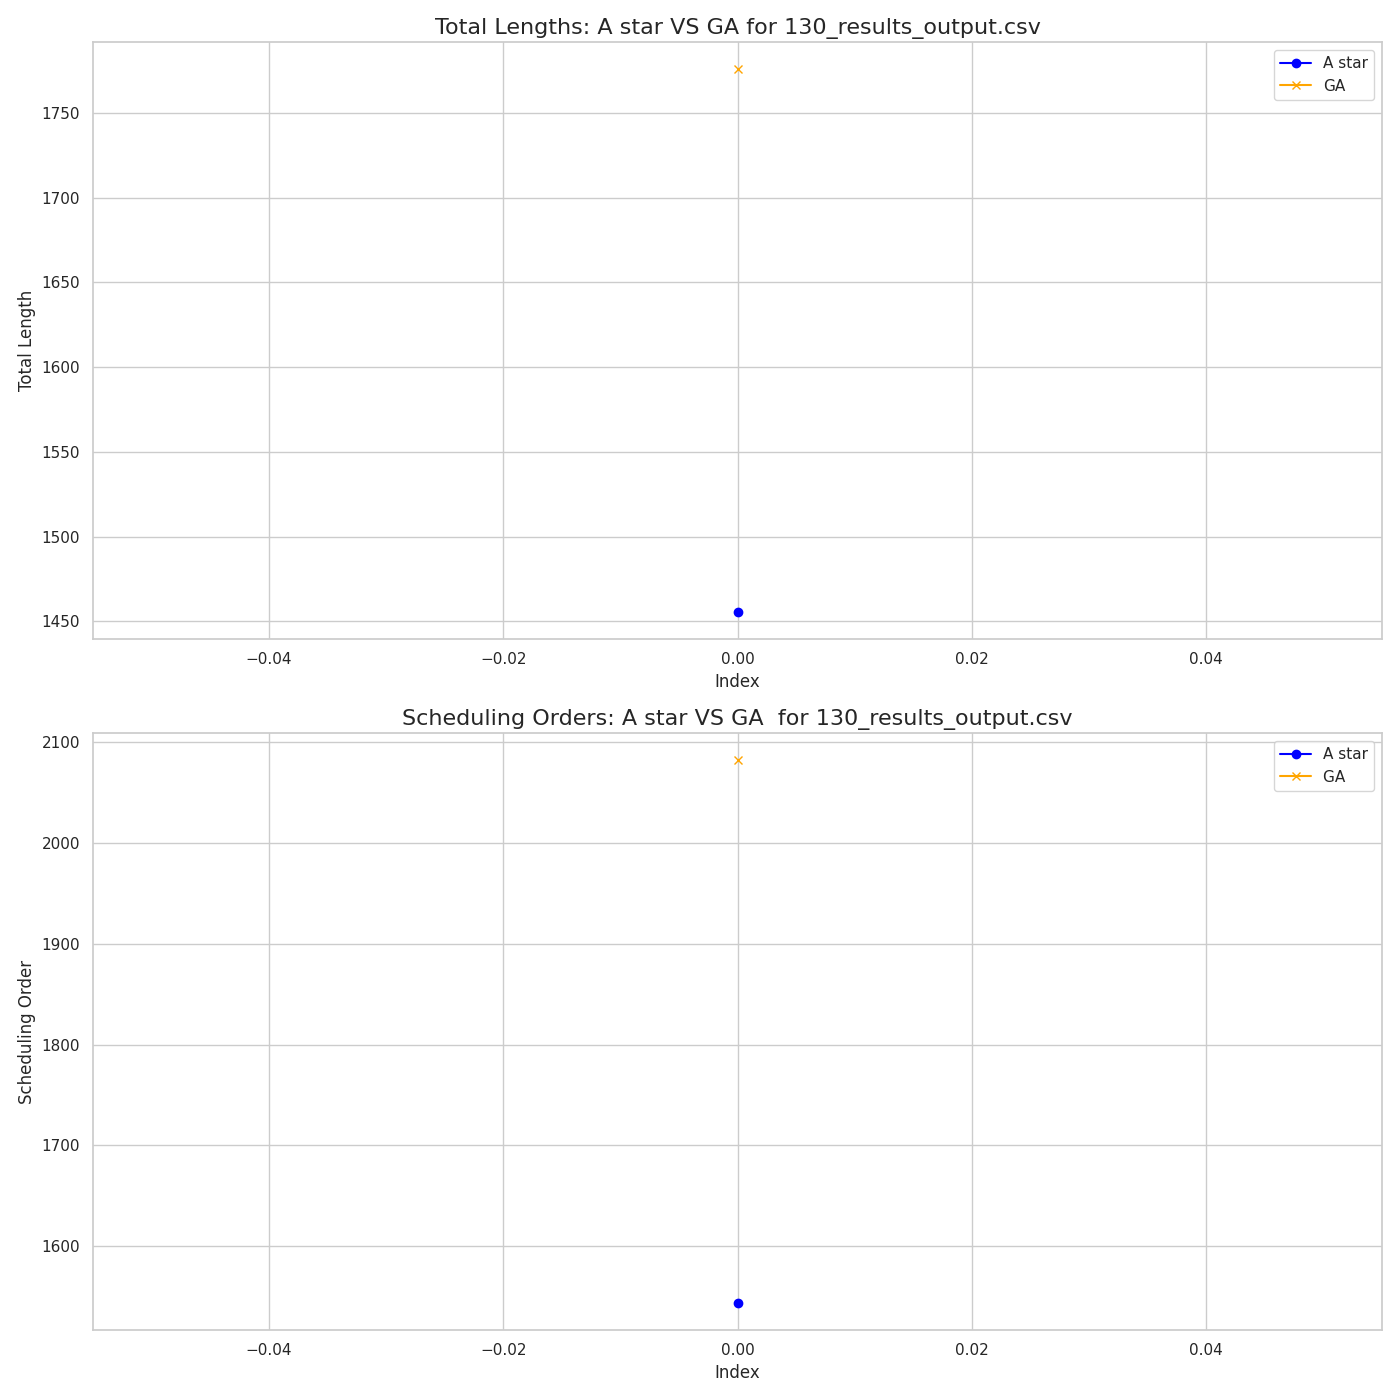 Total Lengths: A star VS GA for 130_results_output.csv
A star
GA
1750
1700
1650
1600
1550
1500
1450
Total Length
−0.04
−0.02
0.00
0.02
0.04
Index
Scheduling Orders: A star VS GA  for 130_results_output.csv
A star
GA
2100
2000
1900
1800
1700
1600
Scheduling Order
−0.04
−0.02
0.00
0.02
0.04
Index